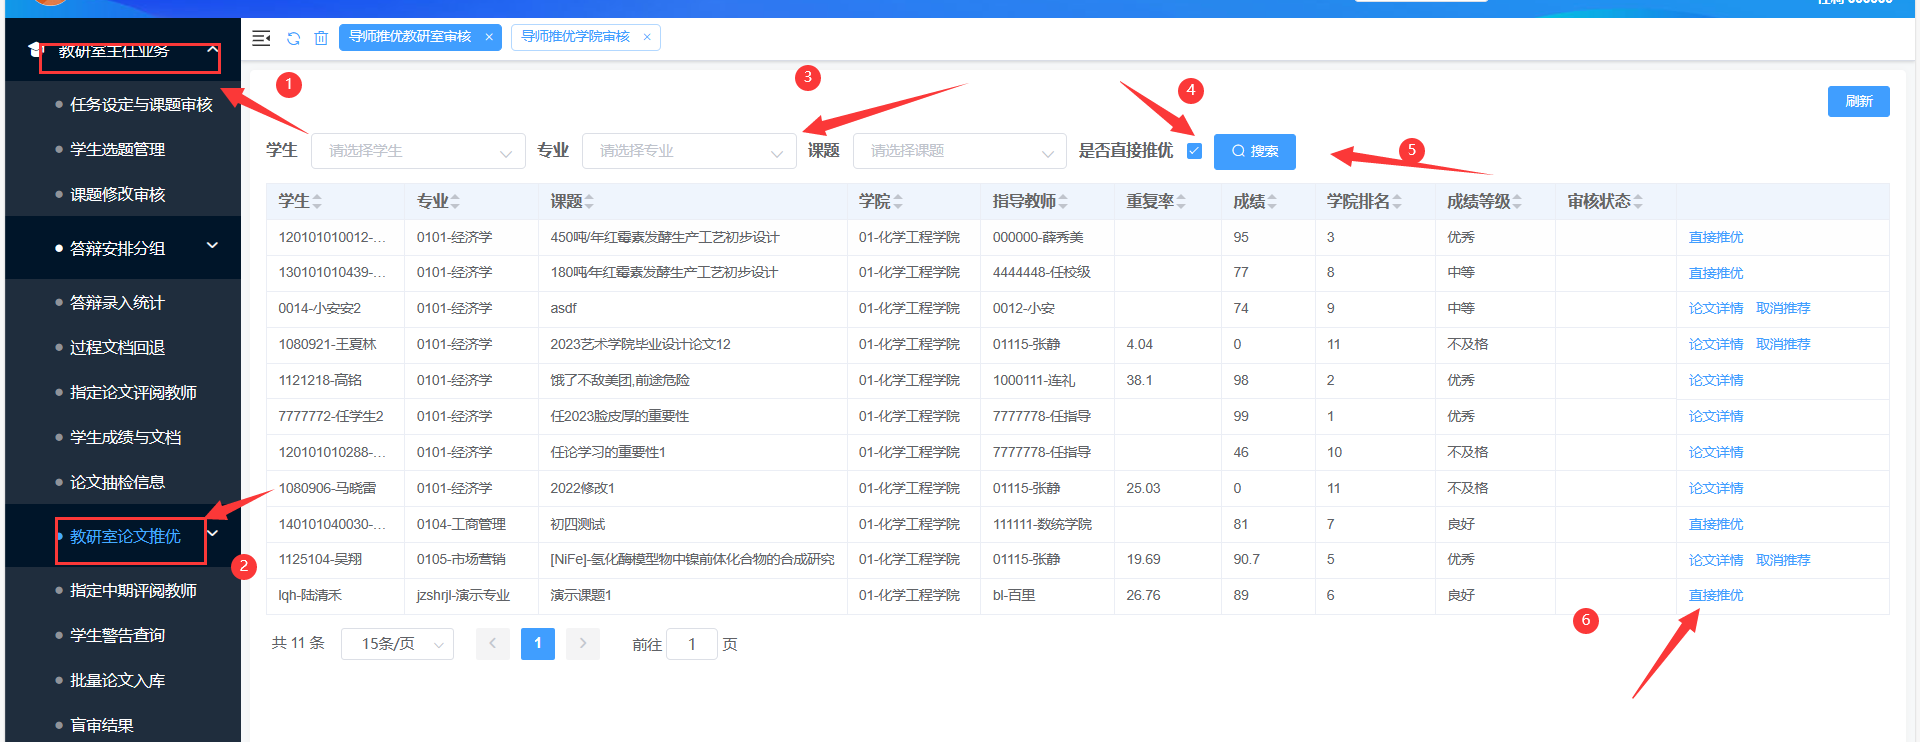 教研室主任业务
任务设定与课题审核
学生选题管理
课题修改审核
答辩安排分组
答辩录入统计
过程文档回退
指定论文评阅教师
学生成绩与文档
论文抽检信息
教研室论文推优
指定中期评阅教师
学生警告查询
批量论文入库
盲审结果
导师推优教研室审核 ×
导师推优学院审核 ×
1
2
3
4
5
6
刷新
学生 请选择学生 专业 请选择专业 课题 请选择课题 是否直接推优 搜索
学生 专业 课题 学院 指导教师 重复率 成绩 学院排名 成绩等级 审核状态
120101010012-... 0101-经济学 450吨/年红霉素发酵生产工艺初步设计 01-化学工程学院 000000-薛秀美 95 3 优秀 直接推优
130101010439-... 0101-经济学 180吨/年红霉素发酵生产工艺初步设计 01-化学工程学院 4444448-任校级 77 8 中等 直接推优
0014-小安安2 0101-经济学 asdf 01-化学工程学院 0012-小安 74 9 中等 论文详情 取消推荐
1080921-王夏林 0101-经济学 2023艺术学院毕业设计论文12 01-化学工程学院 01115-张静 4.04 0 11 不及格 论文详情 取消推荐
1121218-高铭 0101-经济学 饿了不敌美团,前途危险 01-化学工程学院 1000111-连礼 38.1 98 2 优秀 论文详情
7777772-任学生2 0101-经济学 任2023脸皮厚的重要性 01-化学工程学院 7777778-任指导 99 1 优秀 论文详情
120101010288-... 0101-经济学 任论学习的重要性1 01-化学工程学院 7777778-任指导 46 10 不及格 论文详情
1080906-马晓雷 0101-经济学 2022修改1 01-化学工程学院 01115-张静 25.03 0 11 不及格 论文详情
140101040030-... 0104-工商管理 初四测试 01-化学工程学院 111111-数统学院 81 7 良好 直接推优
1125104-吴翔 0105-市场营销 [NiFe]-氢化酶模型物中镍前体化合物的合成研究 01-化学工程学院 01115-张静 19.69 90.7 5 优秀 论文详情 取消推荐
lqh-陆清禾 jzshrjl-演示专业 演示课题1 01-化学工程学院 bl-百里 26.76 89 6 良好 直接推优
共 11 条 15条/页 1 前往 1 页